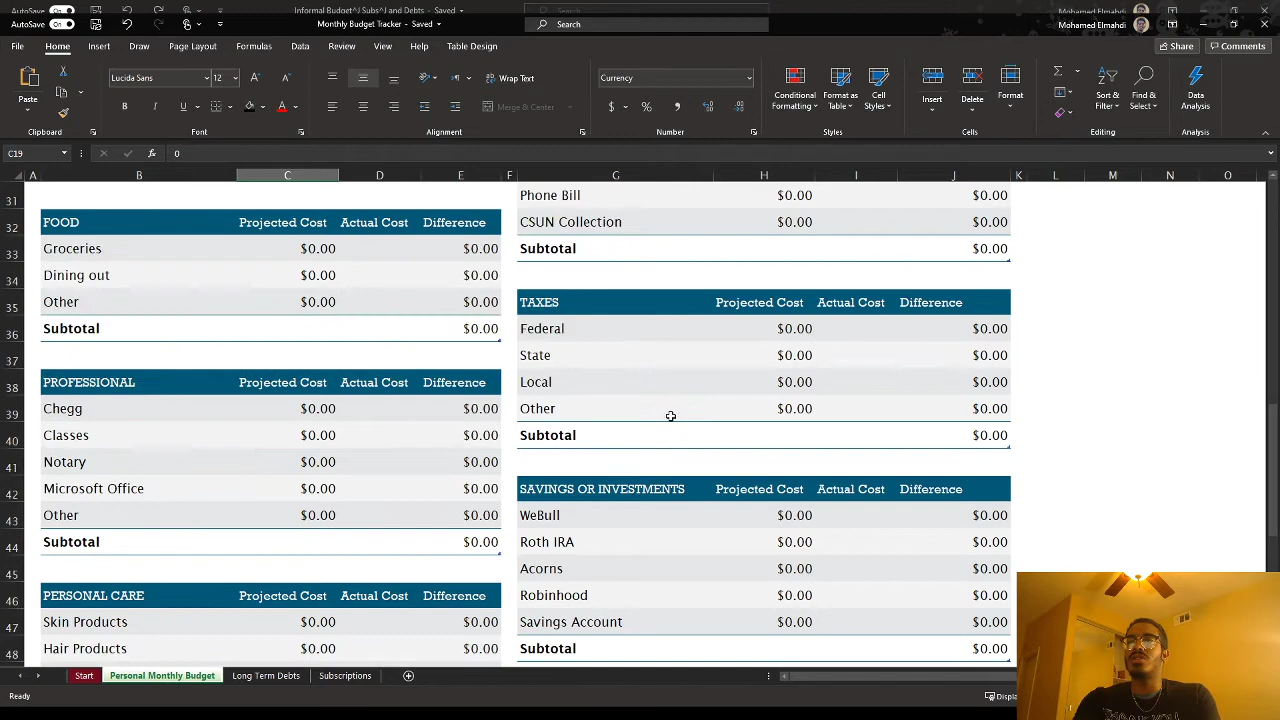 Informal Budget^J Subs^J and Debts - Saved
Mohamed Elmahdi
AutoSave On
Monthly Budget Tracker - Saved
Search
Mohamed Elmahdi
File Home Insert Draw Page Layout Formulas Data Review View Help Table Design
Share Comments
Lucida Sans 12
Wrap Text
Currency
Paste
Merge & Center
Conditional Formatting
Format as Table
Cell Styles
Insert
Delete
Format
Sort & Filter
Find & Select
Data Analysis
Clipboard Font Alignment Number Styles Cells Editing Analysis
C19 fx 0
A B C D E F G H I J K L M N O
31 Phone Bill $0.00 $0.00
32 FOOD Projected Cost Actual Cost Difference CSUN Collection $0.00 $0.00
33 Groceries $0.00 $0.00 Subtotal $0.00
34 Dining out $0.00 $0.00
35 Other $0.00 $0.00 TAXES Projected Cost Actual Cost Difference
36 Subtotal $0.00 Federal $0.00 $0.00
37 State $0.00 $0.00
38 PROFESSIONAL Projected Cost Actual Cost Difference Local $0.00 $0.00
39 Chegg $0.00 $0.00 Other $0.00 $0.00
40 Classes $0.00 $0.00 Subtotal $0.00
41 Notary $0.00 $0.00
42 Microsoft Office $0.00 $0.00 SAVINGS OR INVESTMENTS Projected Cost Actual Cost Difference
43 Other $0.00 $0.00 WeBull $0.00 $0.00
44 Subtotal $0.00 Roth IRA $0.00 $0.00
45 Acorns $0.00 $0.00
46 PERSONAL CARE Projected Cost Actual Cost Difference Robinhood $0.00 $0.00
47 Skin Products $0.00 $0.00 Savings Account $0.00 $0.00
48 Hair Products $0.00 $0.00 Subtotal $0.00
Start Personal Monthly Budget Long Term Debts Subscriptions
Ready